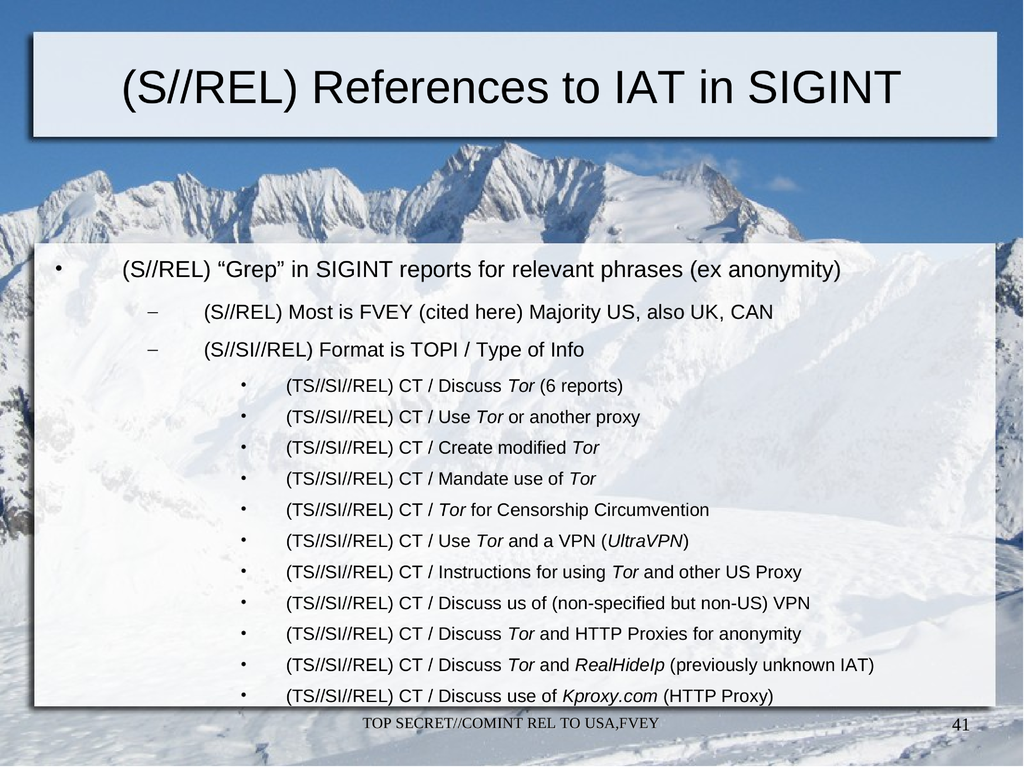 (S//REL) References to IAT in SIGINT
• (S//REL) “Grep” in SIGINT reports for relevant phrases (ex anonymity)
– (S//REL) Most is FVEY (cited here) Majority US, also UK, CAN
– (S//SI//REL) Format is TOPI / Type of Info
• (TS//SI//REL) CT / Discuss Tor (6 reports)
• (TS//SI//REL) CT / Use Tor or another proxy
• (TS//SI//REL) CT / Create modified Tor
• (TS//SI//REL) CT / Mandate use of Tor
• (TS//SI//REL) CT / Tor for Censorship Circumvention
• (TS//SI//REL) CT / Use Tor and a VPN (UltraVPN)
• (TS//SI//REL) CT / Instructions for using Tor and other US Proxy
• (TS//SI//REL) CT / Discuss us of (non-specified but non-US) VPN
• (TS//SI//REL) CT / Discuss Tor and HTTP Proxies for anonymity
• (TS//SI//REL) CT / Discuss Tor and RealHideIp (previously unknown IAT)
• (TS//SI//REL) CT / Discuss use of Kproxy.com (HTTP Proxy)
TOP SECRET//COMINT REL TO USA,FVEY
41